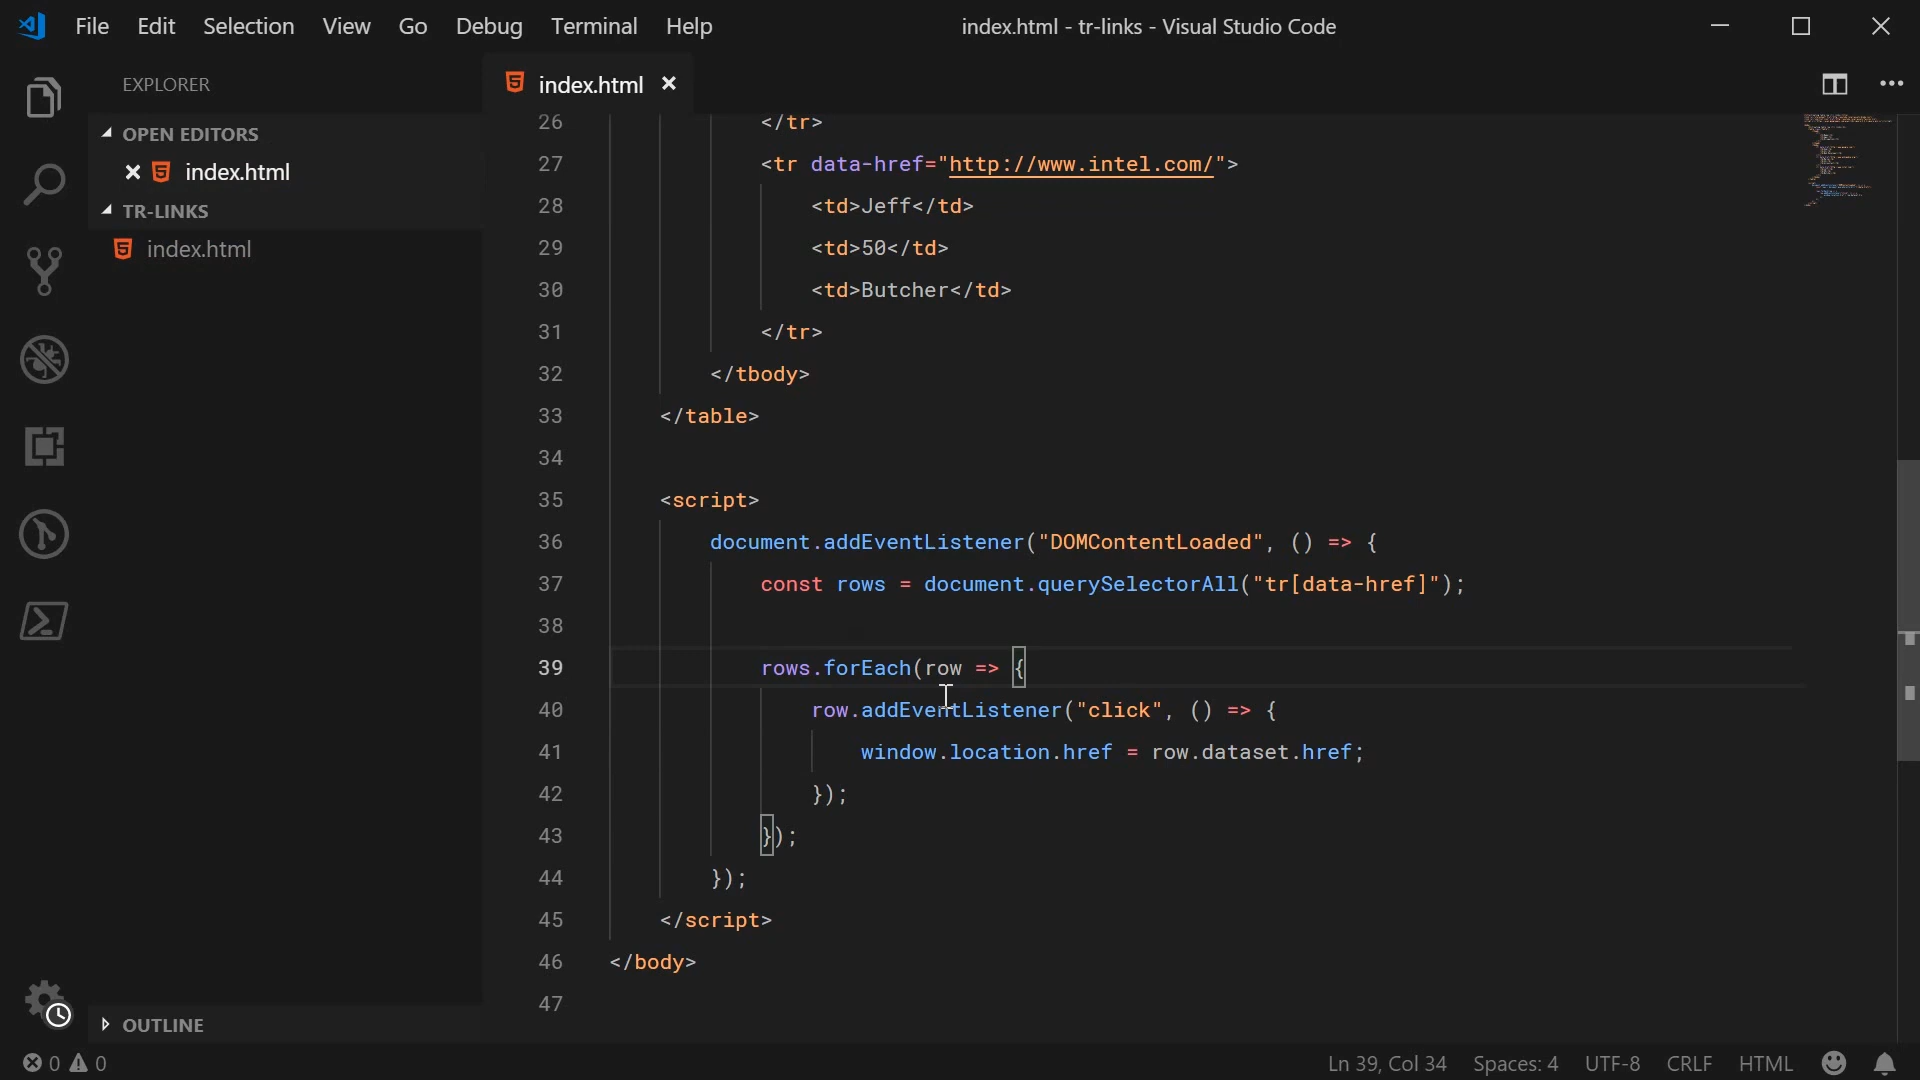 File Edit Selection View Go Debug Terminal Help index.html - tr-links - Visual Studio Code
EXPLORER
OPEN EDITORS
index.html
TR-LINKS
index.html
OUTLINE
index.html
26 </tr>
27 <tr data-href="http://www.intel.com/">
28 <td>Jeff</td>
29 <td>50</td>
30 <td>Butcher</td>
31 </tr>
32 </tbody>
33 </table>
34
35 <script>
36 document.addEventListener("DOMContentLoaded", () => {
37 const rows = document.querySelectorAll("tr[data-href]");
38
39 rows.forEach(row => {
40 row.addEventListener("click", () => {
41 window.location.href = row.dataset.href;
42 });
43 });
44 });
45 </script>
46 </body>
47
0 0 Ln 39, Col 34 Spaces: 4 UTF-8 CRLF HTML